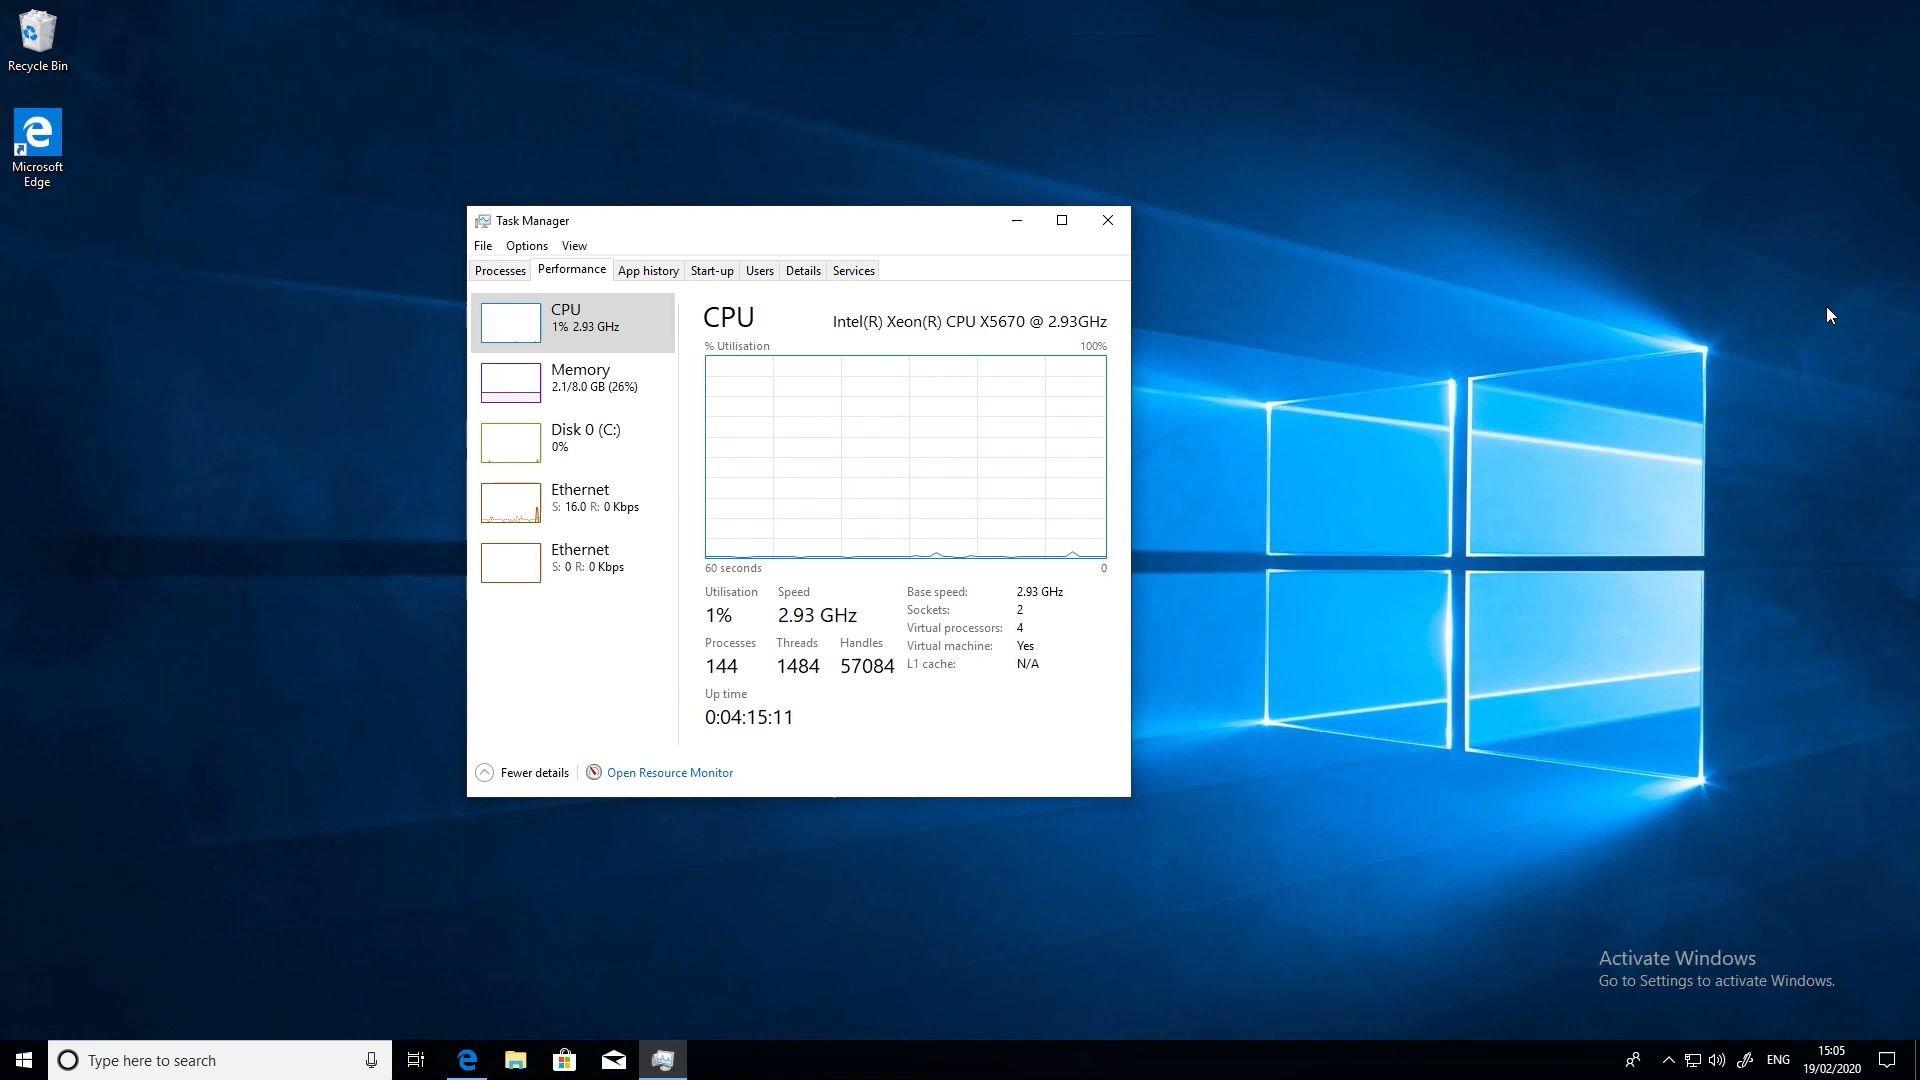 Recycle Bin
Microsoft
Edge
Task Manager
File Options View
Processes Performance App history Start-up Users Details Services
CPU
1% 2.93 GHz
Memory
2.1/8.0 GB (26%)
Disk 0 (C:)
0%
Ethernet
S: 16.0 R: 0 Kbps
Ethernet
S: 0 R: 0 Kbps
CPU Intel(R) Xeon(R) CPU X5670 @ 2.93GHz
% Utilisation 100%
60 seconds 0
Utilisation Speed
1% 2.93 GHz
Processes Threads Handles
144 1484 57084
Up time
0:04:15:11
Base speed: 2.93 GHz
Sockets: 2
Virtual processors: 4
Virtual machine: Yes
L1 cache: N/A
Fewer details Open Resource Monitor
Activate Windows
Go to Settings to activate Windows.
Type here to search
ENG
15:05
19/02/2020